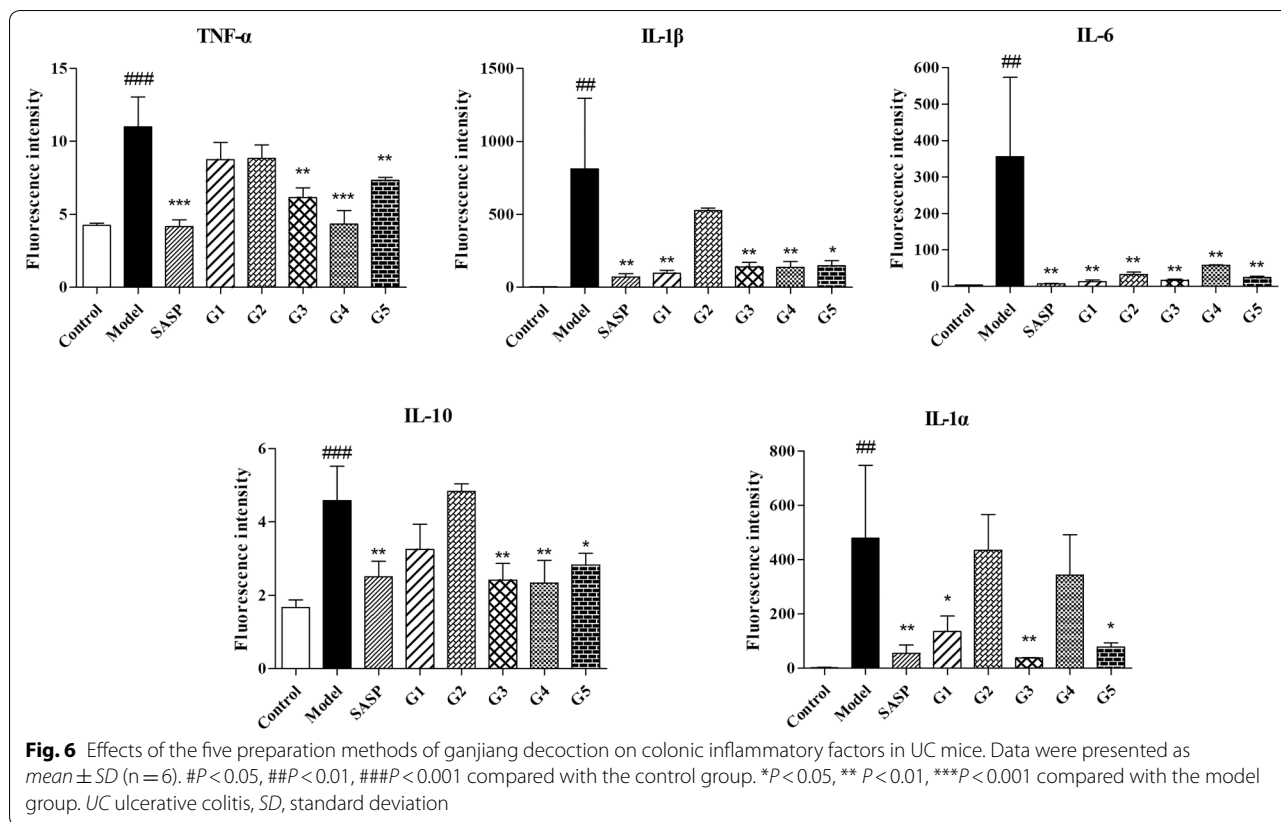 TNF-α
Fluorescence intensity
15
10
5
0
###
***
**
***
**
Control
Model
SASP
G1
G2
G3
G4
G5
IL-1β
Fluorescence intensity
1500
1000
500
0
##
**
**
**
**
*
Control
Model
SASP
G1
G2
G3
G4
G5
IL-6
Fluorescence intensity
600
500
400
300
200
100
0
##
**
**
**
**
**
**
Control
Model
SASP
G1
G2
G3
G4
G5
IL-10
Fluorescence intensity
6
4
2
0
###
**
**
**
*
Control
Model
SASP
G1
G2
G3
G4
G5
IL-1α
Fluorescence intensity
800
600
400
200
0
##
**
*
**
*
Control
Model
SASP
G1
G2
G3
G4
G5
Fig. 6 Effects of the five preparation methods of ganjiang decoction on colonic inflammatory factors in UC mice. Data were presented as
mean ± SD (n = 6). #P < 0.05, ##P < 0.01, ###P < 0.001 compared with the control group. *P < 0.05, ** P < 0.01, ***P < 0.001 compared with the model
group. UC ulcerative colitis, SD, standard deviation